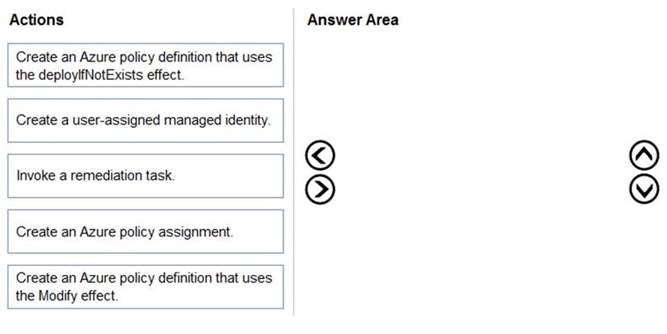 Actions
Answer Area
Create an Azure policy definition that uses
the deployIfNotExists effect.
Create a user-assigned managed identity.
Invoke a remediation task.
Create an Azure policy assignment.
Create an Azure policy definition that uses
the Modify effect.